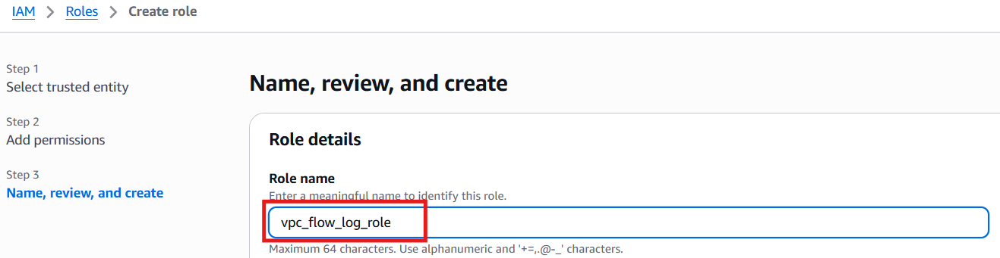 IAM > Roles > Create role
Step 1
Select trusted entity
Step 2
Add permissions
Step 3
Name, review, and create
Name, review, and create
Role details
Role name
Enter a meaningful name to identify this role.
vpc_flow_log_role
Maximum 64 characters. Use alphanumeric and '+=,.@-_' characters.